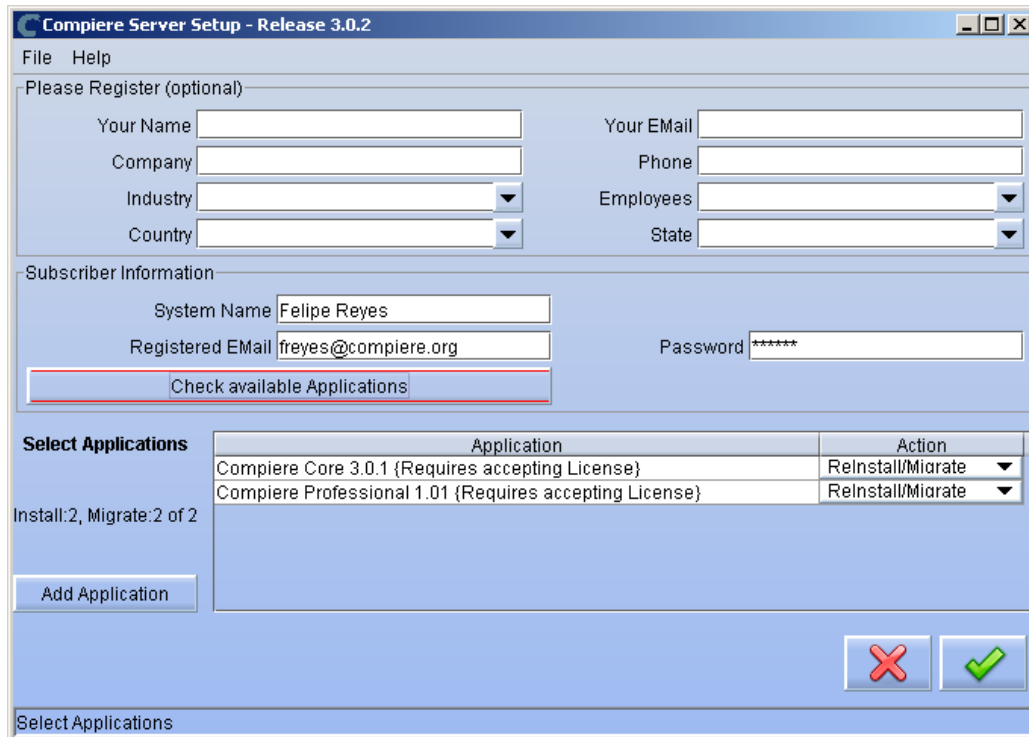 Compiere Server Setup - Release 3.0.2
File Help
Please Register (optional)
Your Name Your EMail
Company Phone
Industry Employees
Country State
Subscriber Information
System Name Felipe Reyes
Registered EMail freyes@compiere.org Password ******
Check available Applications
Select Applications
Application Action
Compiere Core 3.0.1 {Requires accepting License} ReInstall/Migrate
Compiere Professional 1.01 {Requires accepting License} ReInstall/Migrate
Install:2, Migrate:2 of 2
Add Application
Select Applications